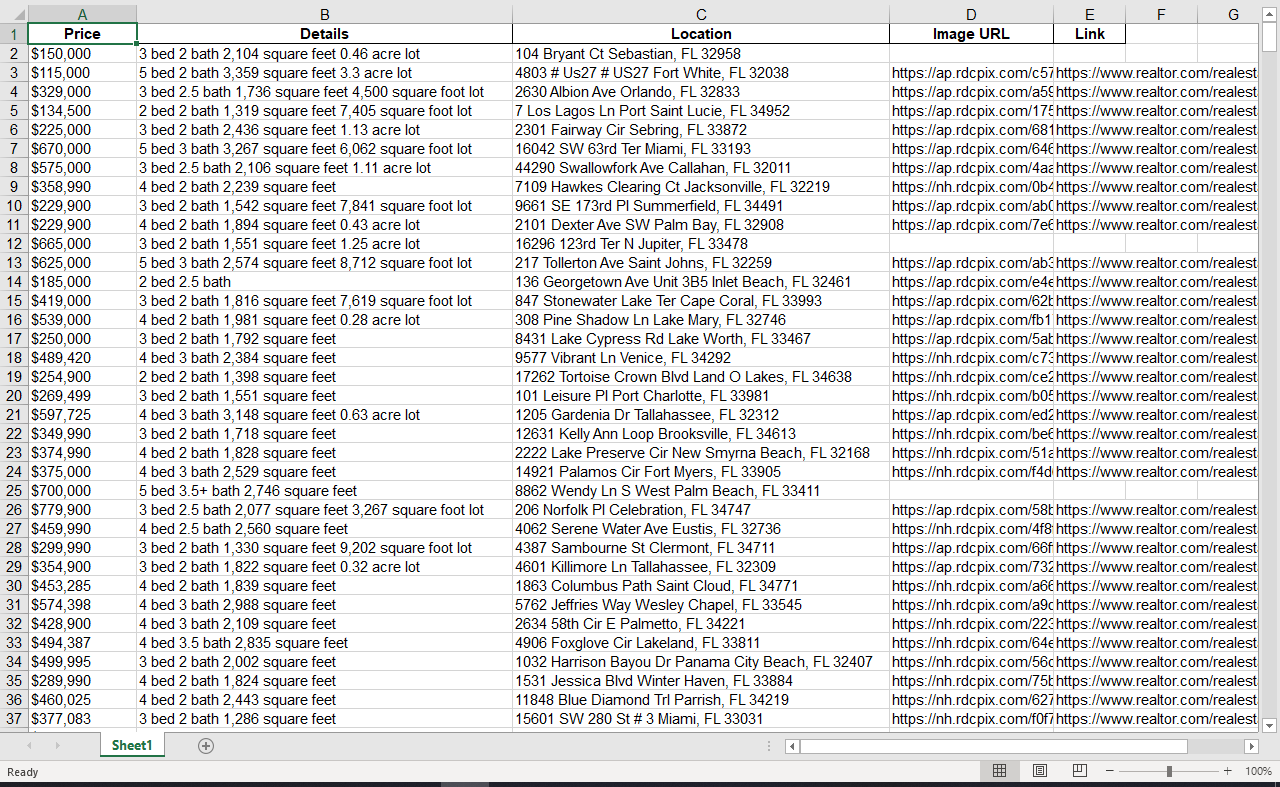 A B C D E F G
1 Price Details Location Image URL Link
2 $150,000 3 bed 2 bath 2,104 square feet 0.46 acre lot 104 Bryant Ct Sebastian, FL 32958
3 $115,000 5 bed 2 bath 3,359 square feet 3.3 acre lot 4803 # Us27 # US27 Fort White, FL 32038 https://ap.rdcpix.com/c57 https://www.realtor.com/realest
4 $329,000 3 bed 2.5 bath 1,736 square feet 4,500 square foot lot 2630 Albion Ave Orlando, FL 32833 https://ap.rdcpix.com/a59 https://www.realtor.com/realest
5 $134,500 2 bed 2 bath 1,319 square feet 7,405 square foot lot 7 Los Lagos Ln Port Saint Lucie, FL 34952 https://ap.rdcpix.com/175 https://www.realtor.com/realest
6 $225,000 3 bed 2 bath 2,436 square feet 1.13 acre lot 2301 Fairway Cir Sebring, FL 33872 https://ap.rdcpix.com/681 https://www.realtor.com/realest
7 $670,000 5 bed 3 bath 3,267 square feet 6,062 square foot lot 16042 SW 63rd Ter Miami, FL 33193 https://ap.rdcpix.com/646 https://www.realtor.com/realest
8 $575,000 3 bed 2.5 bath 2,106 square feet 1.11 acre lot 44290 Swallowfork Ave Callahan, FL 32011 https://ap.rdcpix.com/4aa https://www.realtor.com/realest
9 $358,990 4 bed 2 bath 2,239 square feet 7109 Hawkes Clearing Ct Jacksonville, FL 32219 https://nh.rdcpix.com/0b4 https://www.realtor.com/realest
10 $229,900 3 bed 2 bath 1,542 square feet 7,841 square foot lot 9661 SE 173rd Pl Summerfield, FL 34491 https://ap.rdcpix.com/ab0 https://www.realtor.com/realest
11 $229,900 4 bed 2 bath 1,894 square feet 0.43 acre lot 2101 Dexter Ave SW Palm Bay, FL 32908 https://ap.rdcpix.com/7e6 https://www.realtor.com/realest
12 $665,000 3 bed 2 bath 1,551 square feet 1.25 acre lot 16296 123rd Ter N Jupiter, FL 33478
13 $625,000 5 bed 3 bath 2,574 square feet 8,712 square foot lot 217 Tollerton Ave Saint Johns, FL 32259 https://ap.rdcpix.com/ab3 https://www.realtor.com/realest
14 $185,000 2 bed 2.5 bath 136 Georgetown Ave Unit 3B5 Inlet Beach, FL 32461 https://ap.rdcpix.com/e4e https://www.realtor.com/realest
15 $419,000 3 bed 2 bath 1,816 square feet 7,619 square foot lot 847 Stonewater Lake Ter Cape Coral, FL 33993 https://ap.rdcpix.com/62b https://www.realtor.com/realest
16 $539,000 4 bed 2 bath 1,981 square feet 0.28 acre lot 308 Pine Shadow Ln Lake Mary, FL 32746 https://ap.rdcpix.com/fb1 https://www.realtor.com/realest
17 $250,000 3 bed 2 bath 1,792 square feet 8431 Lake Cypress Rd Lake Worth, FL 33467 https://ap.rdcpix.com/5ab https://www.realtor.com/realest
18 $489,420 4 bed 3 bath 2,384 square feet 9577 Vibrant Ln Venice, FL 34292 https://nh.rdcpix.com/c73 https://www.realtor.com/realest
19 $254,900 2 bed 2 bath 1,398 square feet 17262 Tortoise Crown Blvd Land O Lakes, FL 34638 https://nh.rdcpix.com/ce2 https://www.realtor.com/realest
20 $269,499 3 bed 2 bath 1,551 square feet 101 Leisure Pl Port Charlotte, FL 33981 https://nh.rdcpix.com/b05 https://www.realtor.com/realest
21 $597,725 4 bed 3 bath 3,148 square feet 0.63 acre lot 1205 Gardenia Dr Tallahassee, FL 32312 https://ap.rdcpix.com/ed2 https://www.realtor.com/realest
22 $349,990 3 bed 2 bath 1,718 square feet 12631 Kelly Ann Loop Brooksville, FL 34613 https://nh.rdcpix.com/be6 https://www.realtor.com/realest
23 $374,990 4 bed 2 bath 1,828 square feet 2222 Lake Preserve Cir New Smyrna Beach, FL 32168 https://nh.rdcpix.com/51a https://www.realtor.com/realest
24 $375,000 4 bed 3 bath 2,529 square feet 14921 Palamos Cir Fort Myers, FL 33905 https://nh.rdcpix.com/f4d https://www.realtor.com/realest
25 $700,000 5 bed 3.5+ bath 2,746 square feet 8862 Wendy Ln S West Palm Beach, FL 33411
26 $779,900 3 bed 2.5 bath 2,077 square feet 3,267 square foot lot 206 Norfolk Pl Celebration, FL 34747 https://ap.rdcpix.com/58b https://www.realtor.com/realest
27 $459,990 4 bed 2.5 bath 2,560 square feet 4062 Serene Water Ave Eustis, FL 32736 https://nh.rdcpix.com/4f8 https://www.realtor.com/realest
28 $299,990 3 bed 2 bath 1,330 square feet 9,202 square foot lot 4387 Sambourne St Clermont, FL 34711 https://ap.rdcpix.com/66f https://www.realtor.com/realest
29 $354,900 3 bed 2 bath 1,822 square feet 0.32 acre lot 4601 Killimore Ln Tallahassee, FL 32309 https://ap.rdcpix.com/732 https://www.realtor.com/realest
30 $453,285 4 bed 2 bath 1,839 square feet 1863 Columbus Path Saint Cloud, FL 34771 https://nh.rdcpix.com/a66 https://www.realtor.com/realest
31 $574,398 4 bed 3 bath 2,988 square feet 5762 Jeffries Way Wesley Chapel, FL 33545 https://nh.rdcpix.com/a9c https://www.realtor.com/realest
32 $428,900 4 bed 3 bath 2,109 square feet 2634 58th Cir E Palmetto, FL 34221 https://nh.rdcpix.com/223 https://www.realtor.com/realest
33 $494,387 4 bed 3.5 bath 2,835 square feet 4906 Foxglove Cir Lakeland, FL 33811 https://nh.rdcpix.com/64e https://www.realtor.com/realest
34 $499,995 3 bed 2 bath 2,002 square feet 1032 Harrison Bayou Dr Panama City Beach, FL 32407 https://nh.rdcpix.com/56c https://www.realtor.com/realest
35 $289,990 4 bed 2 bath 1,824 square feet 1531 Jessica Blvd Winter Haven, FL 33884 https://nh.rdcpix.com/75b https://www.realtor.com/realest
36 $460,025 4 bed 2 bath 2,443 square feet 11848 Blue Diamond Trl Parrish, FL 34219 https://nh.rdcpix.com/627 https://www.realtor.com/realest
37 $377,083 3 bed 2 bath 1,286 square feet 15601 SW 280 St # 3 Miami, FL 33031 https://nh.rdcpix.com/f0f7 https://www.realtor.com/realest
Sheet1
Ready 100%